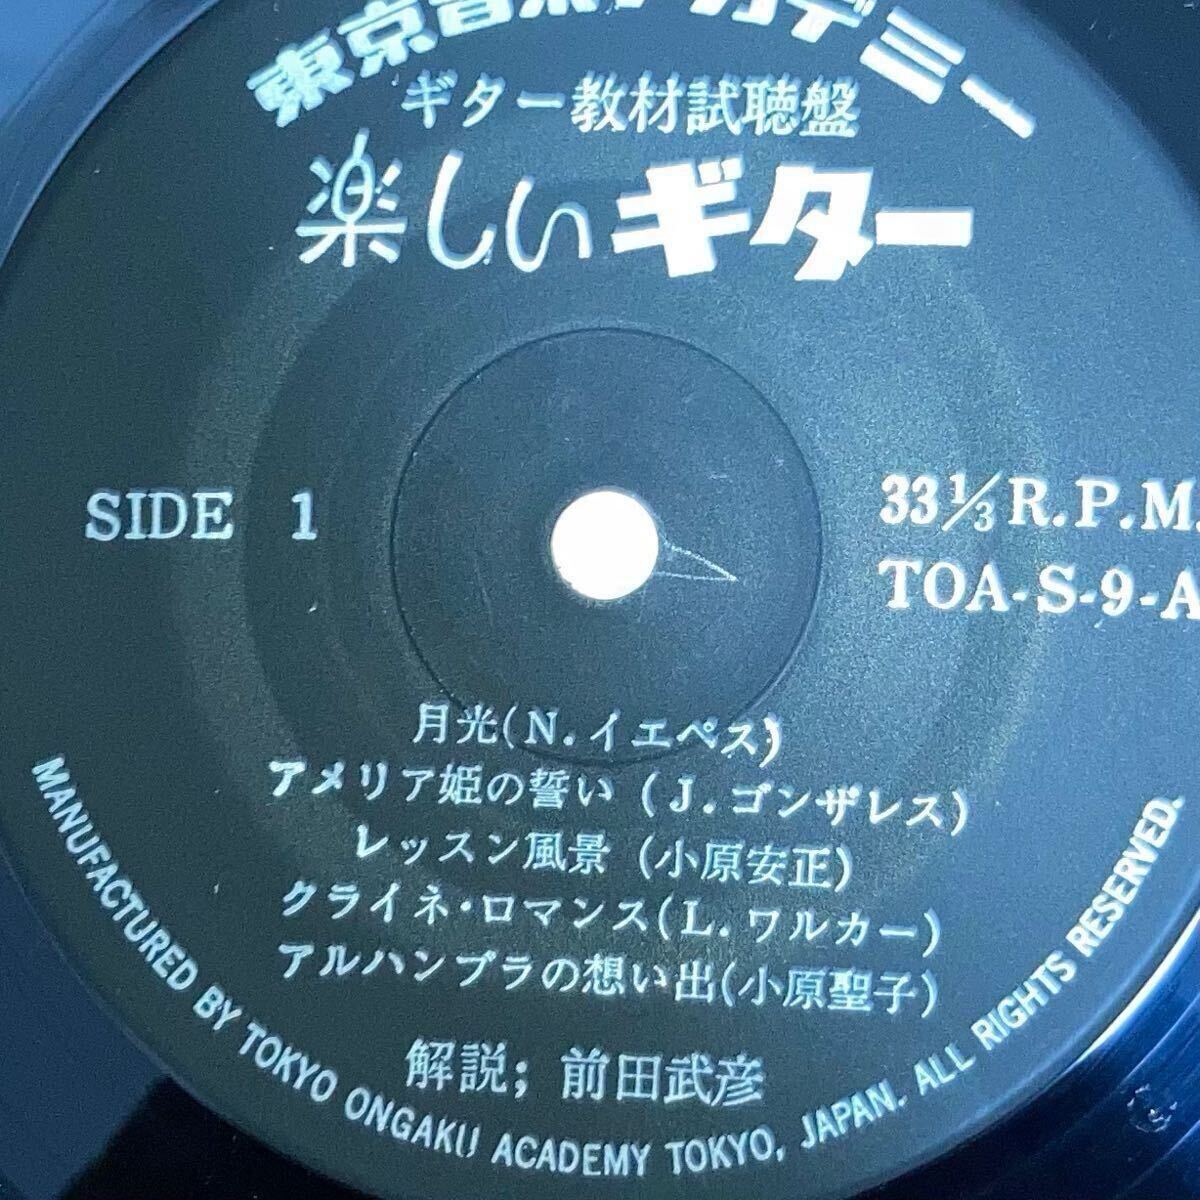 東京音楽アカデミー
ギター教材試聴盤
楽しいギター
SIDE 1
33⅓ R.P.M.
TOA-S-9-A
月光(N.イエペス)
アメリア姫の誓い (J.ゴンザレス)
レッスン風景 (小原安正)
クライネ・ロマンス(L.ワルカー)
アルハンブラの想い出(小原聖子)
解説; 前田武彦
MANUFACTURED BY TOKYO ONGAKU ACADEMY TOKYO, JAPAN. ALL RIGHTS RESERVED.